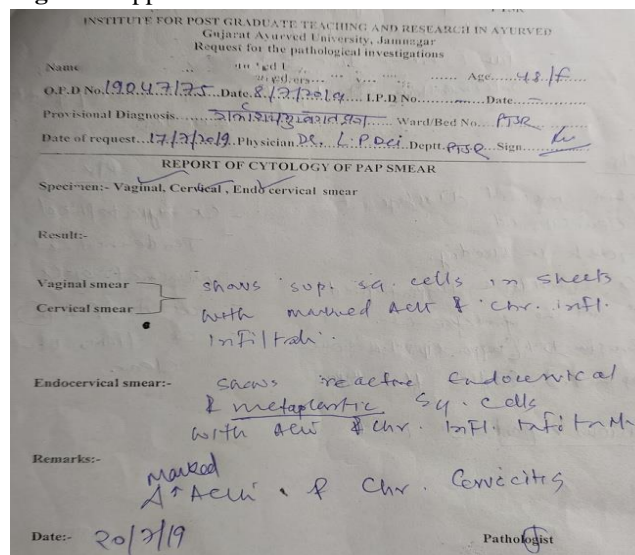 INSTITUTE FOR POST GRADUATE TEACHING AND RESEARCH IN AYURVED
Gujarat Ayurved University, Jamnagar
Request for the pathological investigations
Name ... Age....48/F....
O.P.D No.19047175..Date.8/7/2019 I.P.D No..........Date....–....
Provisional Diagnosis. ... Ward/Bed No. PTSR
Date of request..17/7/2019.Physician Dr. L.P. Dei..Deptt.PTSR..Sign.
REPORT OF CYTOLOGY OF PAP SMEAR
Specimen:- Vaginal, Cervical , Endo cervical smear
Result:-
Vaginal smear shows sup. sq. cells in sheets
Cervical smear with marked Acu & chr. infl.
infiltrate.
Endocervical smear:- shows reactive Endocervical
& metaplastic sq. cells
with Acu & chr. Infl. infiltrate
Remarks:-
Marked
Acute & Chr. Cervicitis
Date:- 20/7/19 Pathologist